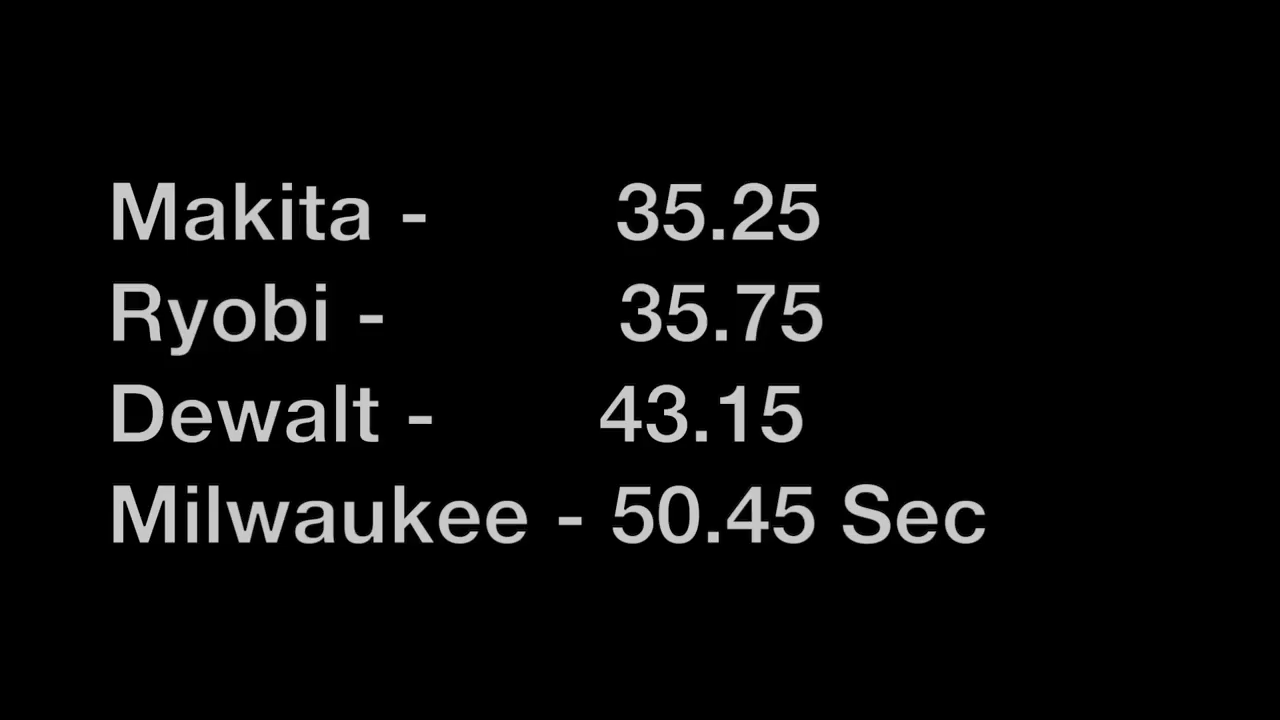 Makita - 35.25
Ryobi - 35.75
Dewalt - 43.15
Milwaukee - 50.45 Sec